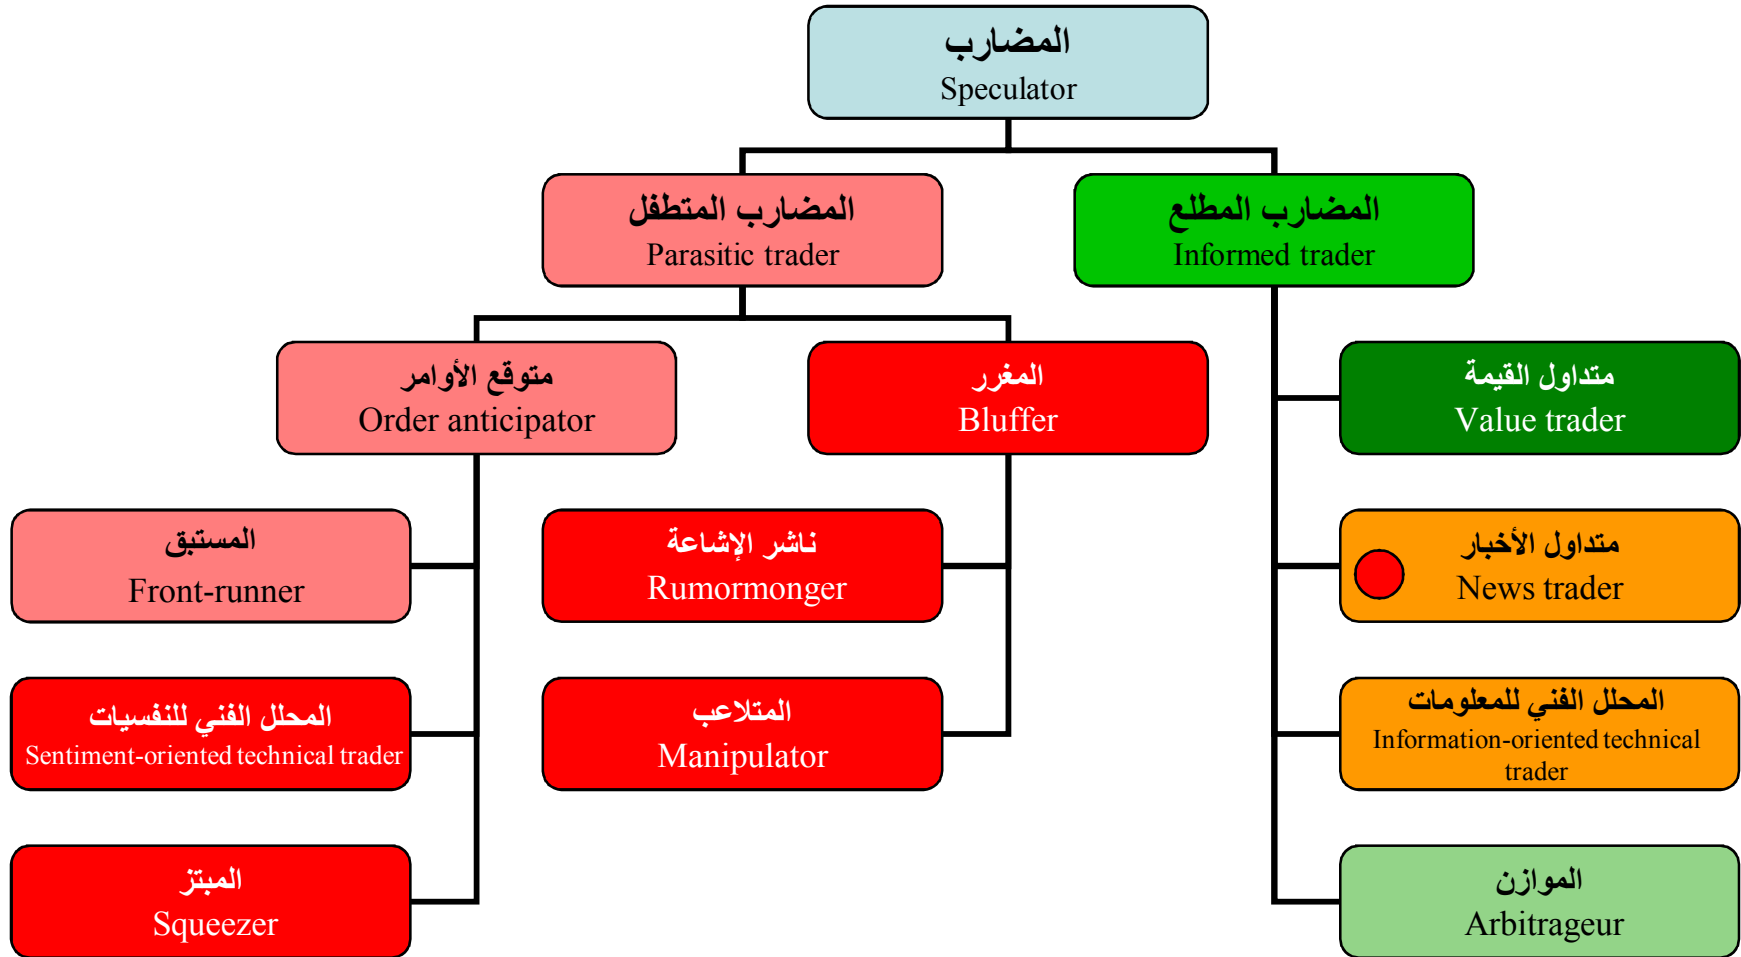 المضارب
Speculator
المضارب المطلع
Informed trader
المضارب المتطفل
Parasitic trader
متداول القيمة
Value trader
المغرر
Bluffer
متوقع الأوامر
Order anticipator
متداول الأخبار
News trader
ناشر الإشاعة
Rumormonger
المستبق
Front-runner
المحلل الفني للمعلومات
Information-oriented technical
trader
المتلاعب
Manipulator
المحلل الفني للنفسيات
Sentiment-oriented technical trader
الموازن
Arbitrageur
المبتز
Squeezer